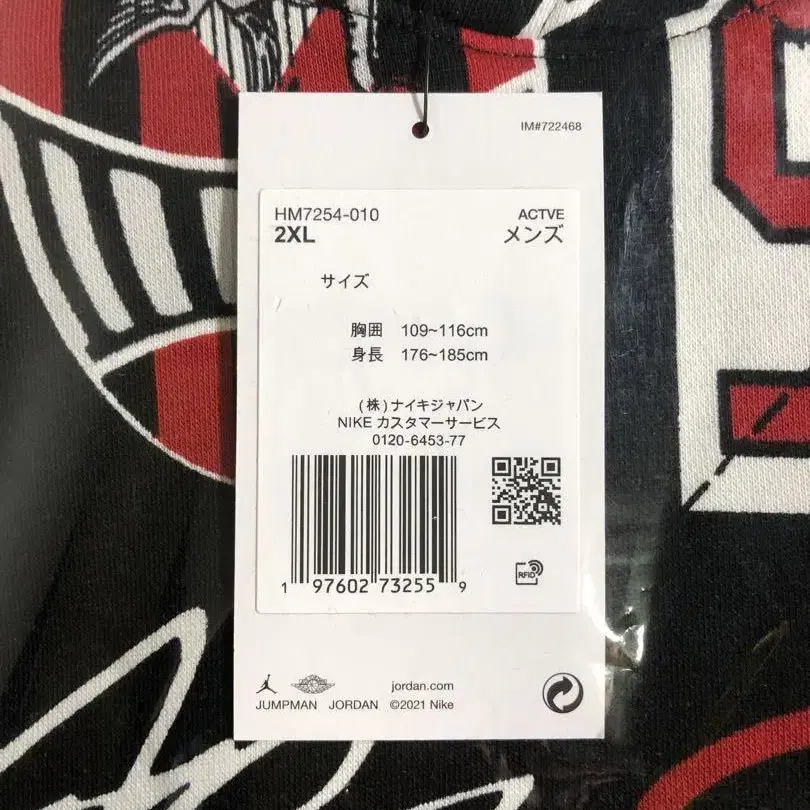 IM#722468
HM7254-010
ACTVE
2XL
メンズ
サイズ
胸囲 109~116cm
身長 176~185cm
(株)ナイキジャパン
NIKE カスタマーサービス
0120-6453-77
RFID
1 97602 73255 9
jordan.com
JUMPMAN JORDAN ©2021 Nike